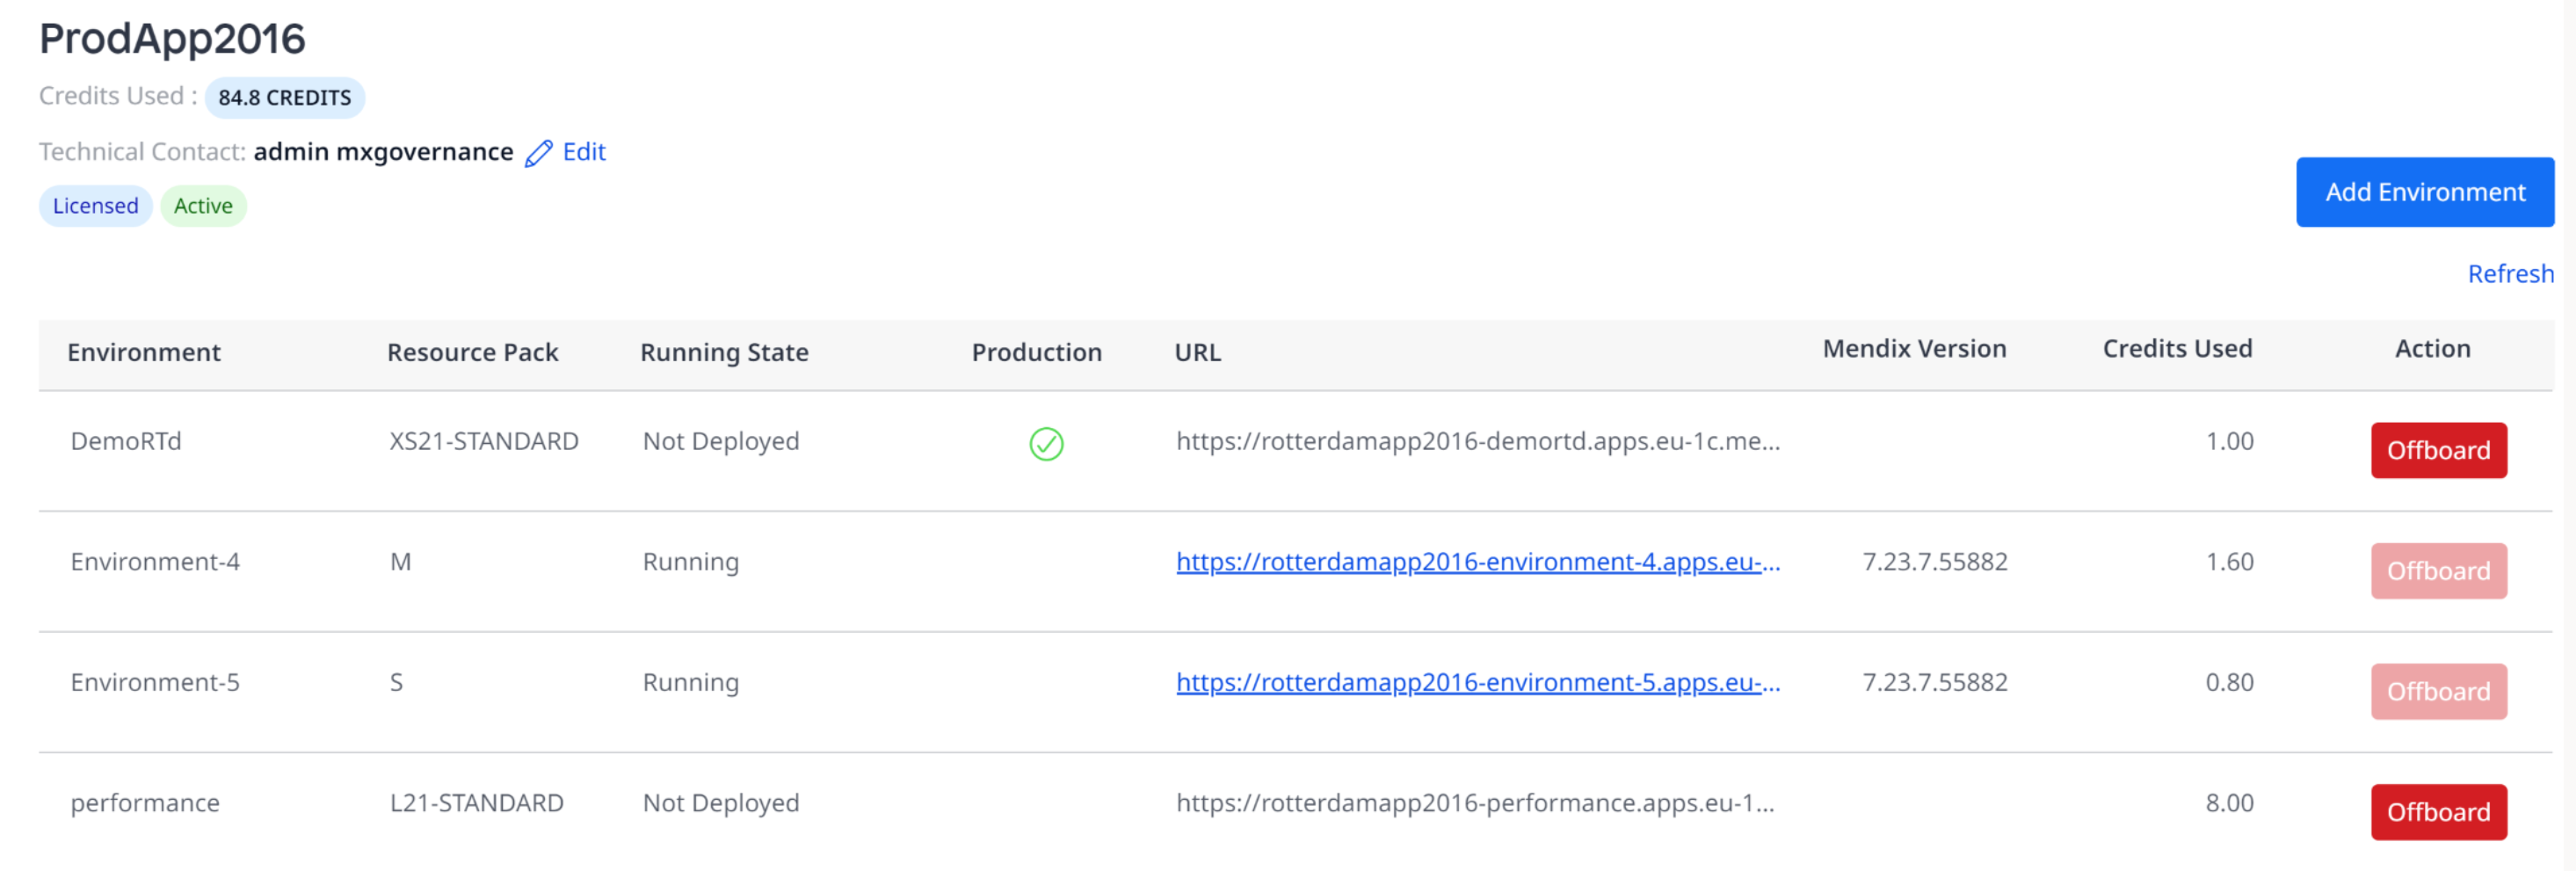 ProdApp2016
Credits Used : 84.8 CREDITS
Technical Contact: admin mxgovernance Edit
Licensed Active
Add Environment
Refresh
Environment Resource Pack Running State Production URL Mendix Version Credits Used Action
DemoRTd XS21-STANDARD Not Deployed https://rotterdamapp2016-demortd.apps.eu-1c.me... 1.00 Offboard
Environment-4 M Running https://rotterdamapp2016-environment-4.apps.eu-... 7.23.7.55882 1.60 Offboard
Environment-5 S Running https://rotterdamapp2016-environment-5.apps.eu-... 7.23.7.55882 0.80 Offboard
performance L21-STANDARD Not Deployed https://rotterdamapp2016-performance.apps.eu-1... 8.00 Offboard